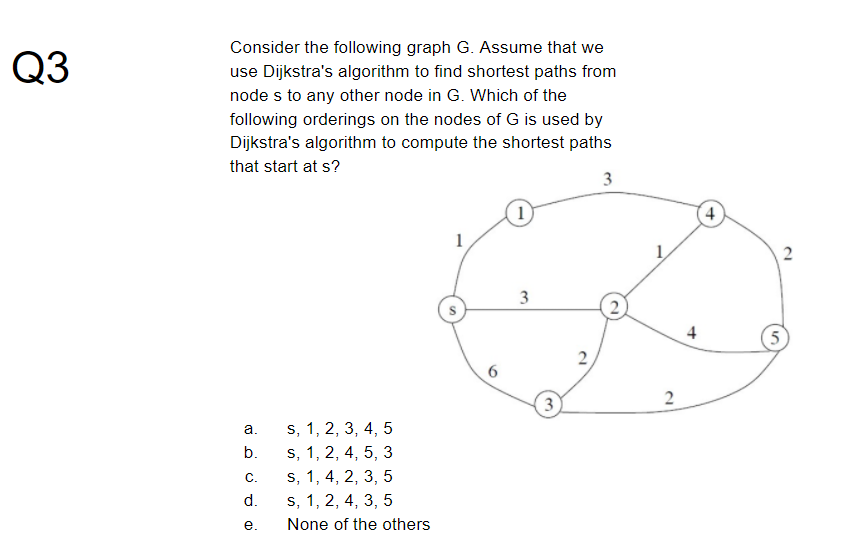 Q3
Consider the following graph G. Assume that we
use Dijkstra's algorithm to find shortest paths from
node s to any other node in G. Which of the
following orderings on the nodes of G is used by
Dijkstra's algorithm to compute the shortest paths
that start at s?
3
1
4
1
1
2
3
s
2
4
5
2
6
2
3
a. s, 1, 2, 3, 4, 5
b. s, 1, 2, 4, 5, 3
c. s, 1, 4, 2, 3, 5
d. s, 1, 2, 4, 3, 5
e. None of the others